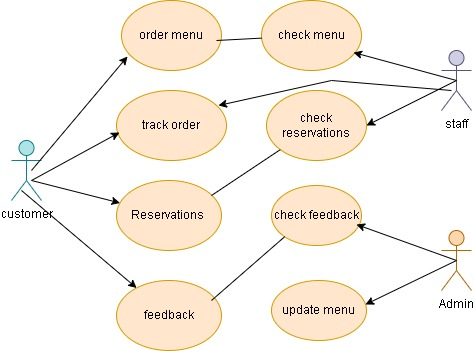 order menu
check menu
track order
check
reservations
staff
customer
Reservations
check feedback
feedback
update menu
Admin